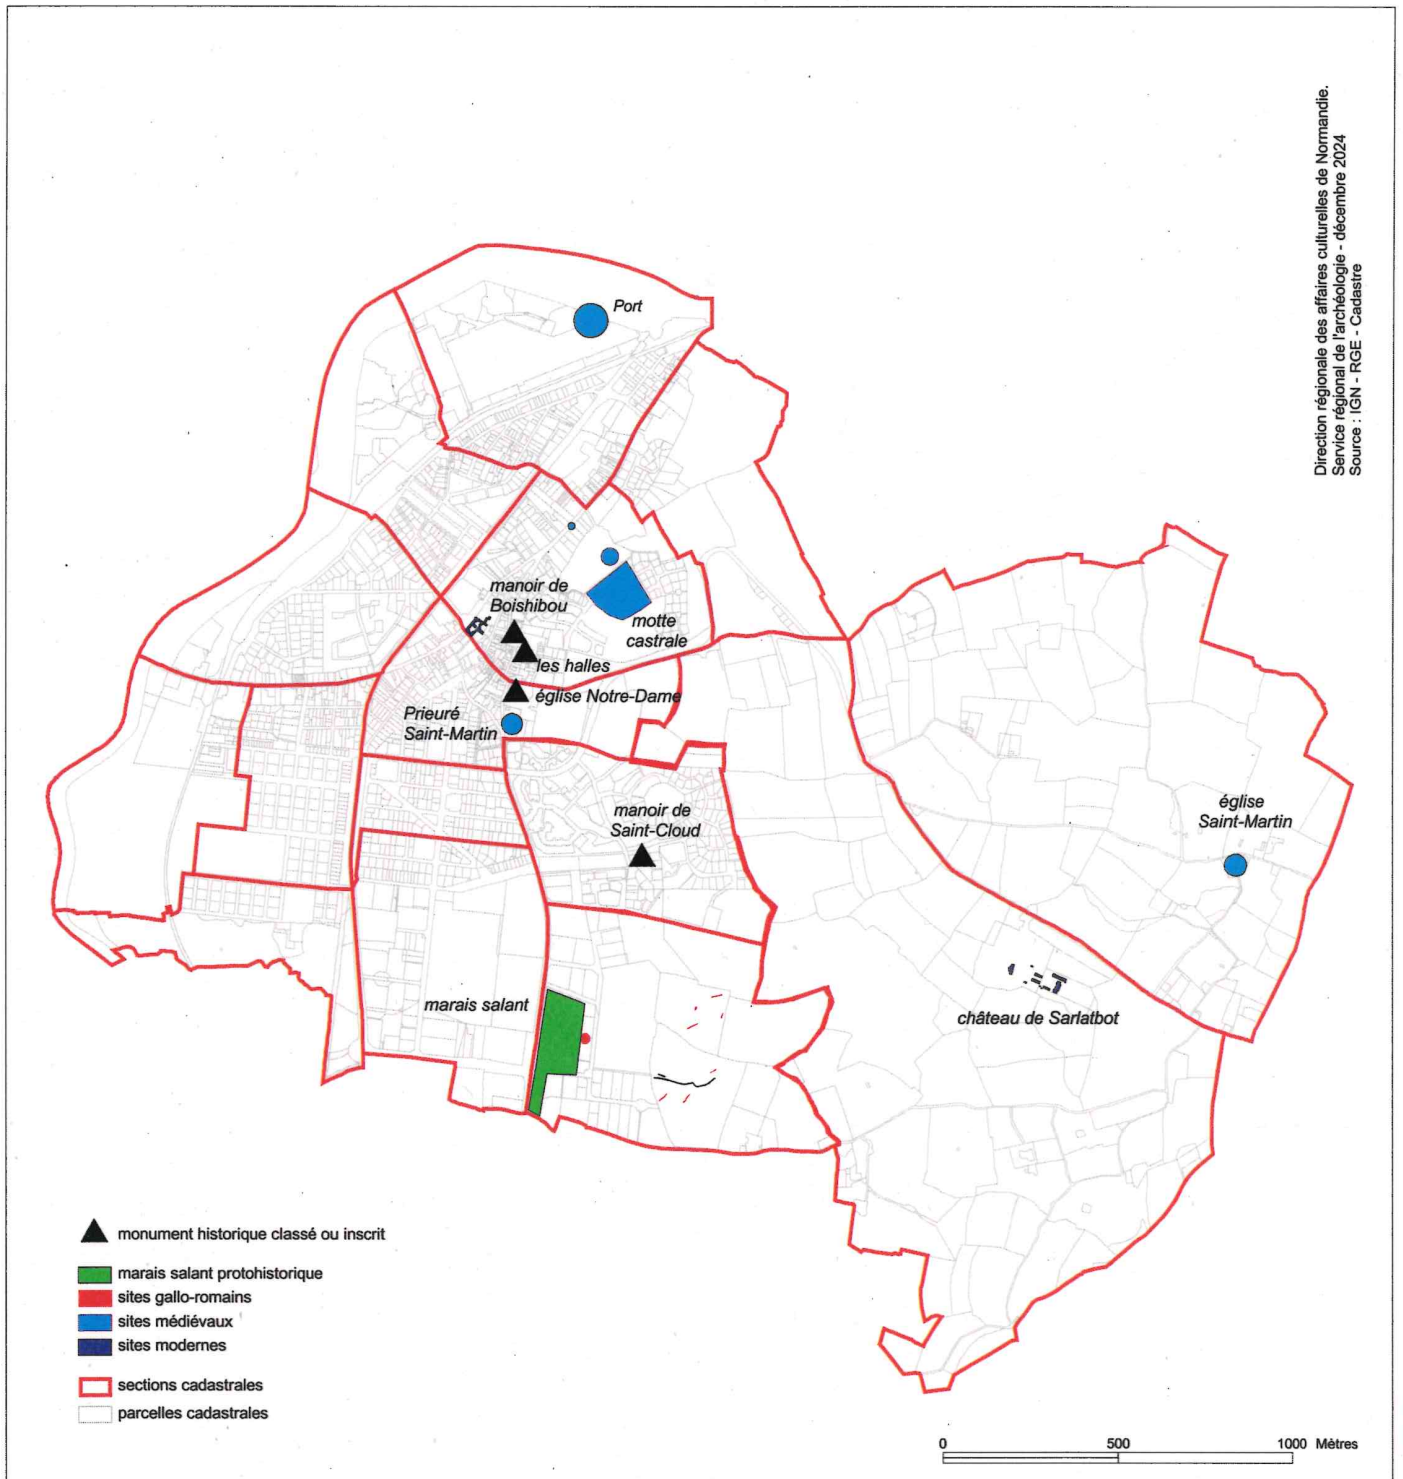 Direction régionale des affaires culturelles de Normandie.
Service régional de l'archéologie - décembre 2024
Source : IGN - RGE - Cadastre
Port
manoir de
Boishibou
motte
castrale
les halles
église Notre-Dame
Prieuré
Saint-Martin
manoir de
Saint-Cloud
église
Saint-Martin
marais salant
château de Sarlatbot
monument historique classé ou inscrit
marais salant protohistorique
sites gallo-romains
sites médiévaux
sites modernes
sections cadastrales
parcelles cadastrales
0 500 1000 Mètres